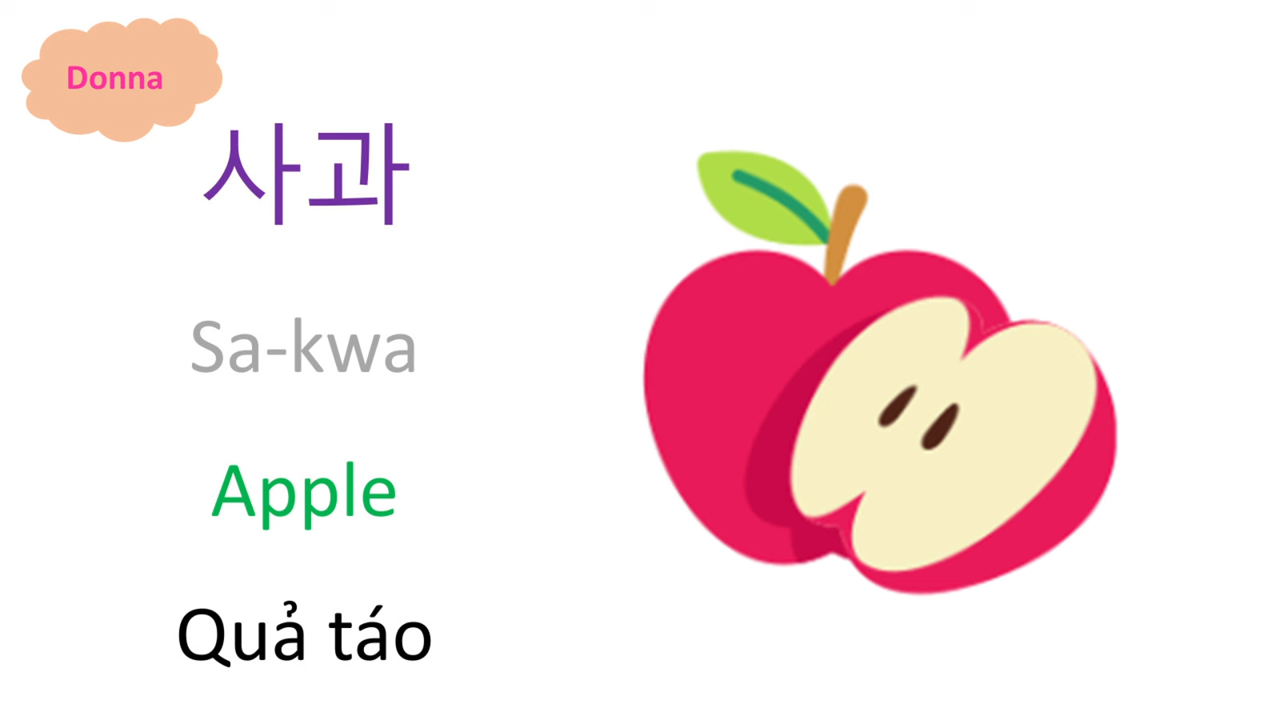 Donna
사과
Sa-kwa
Apple
Quả táo